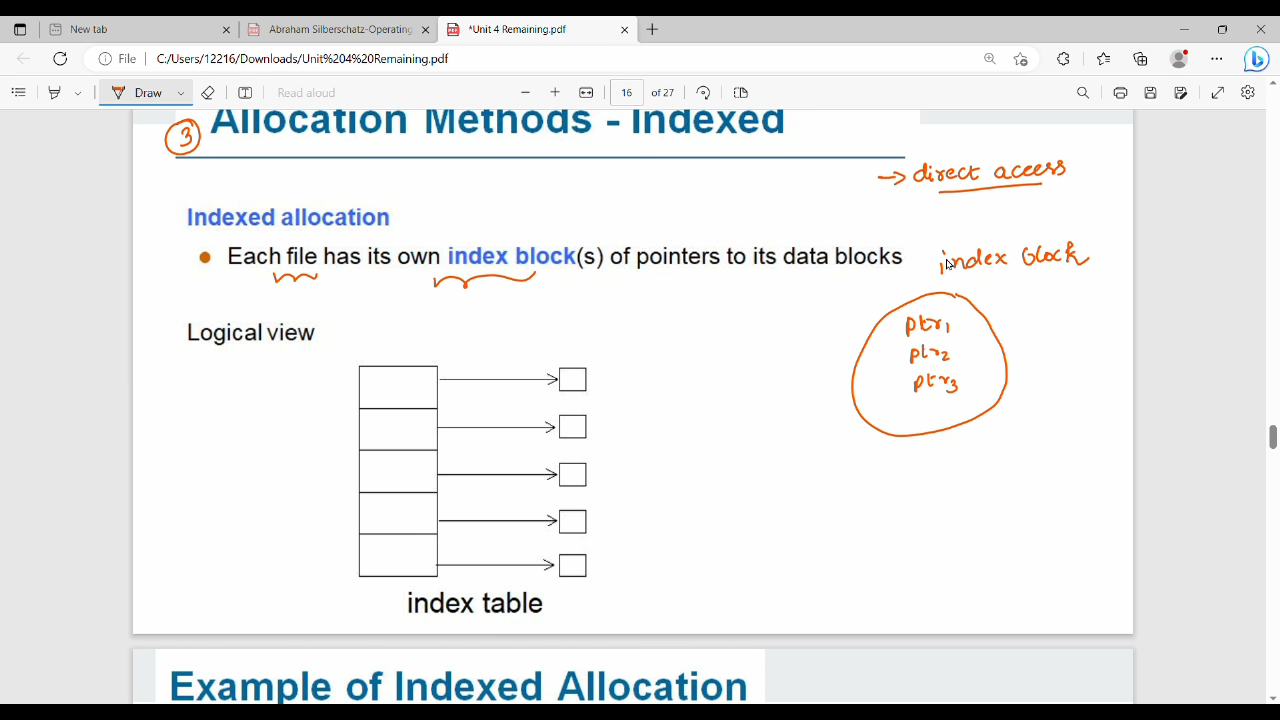 New tab
Abraham Silberschatz-Operating
*Unit 4 Remaining.pdf
File
C:/Users/12216/Downloads/Unit%204%20Remaining.pdf
Draw
Read aloud
16
of 27
3
Allocation Methods - Indexed
→ direct aceess
Indexed allocation
• Each file has its own index block(s) of pointers to its data blocks
index block
ptr1
ptr2
ptr3
Logical view
index table
Example of Indexed Allocation